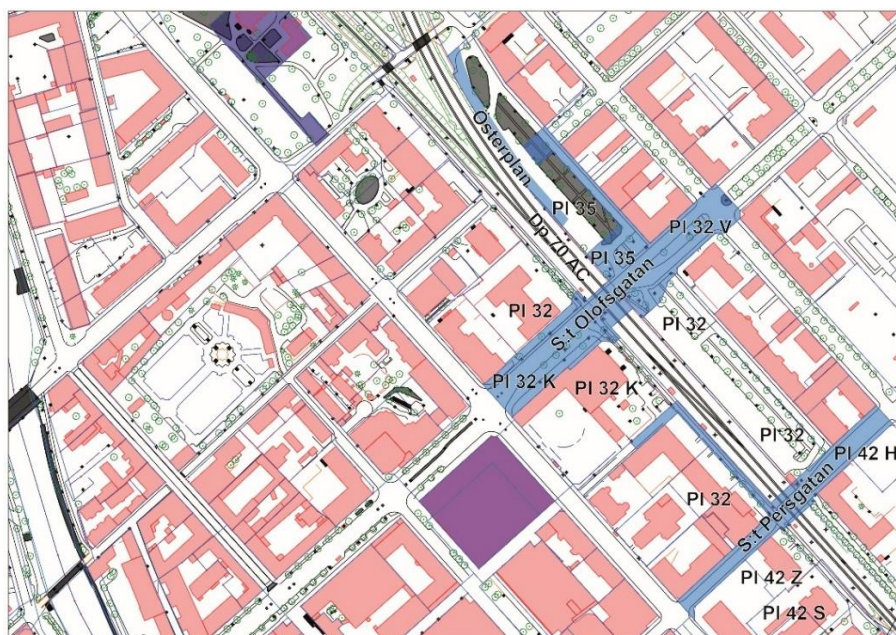 Österplan
Pl 35
Pl 32 V
Pl 35
Dp 70 AC
S:t Olofsgatan
Pl 32
Pl 32
Pl 32 K
Pl 32 K
Pl 32
Pl 42 H
S:t Persgatan
Pl 32
Pl 42 Z
Pl 42 S